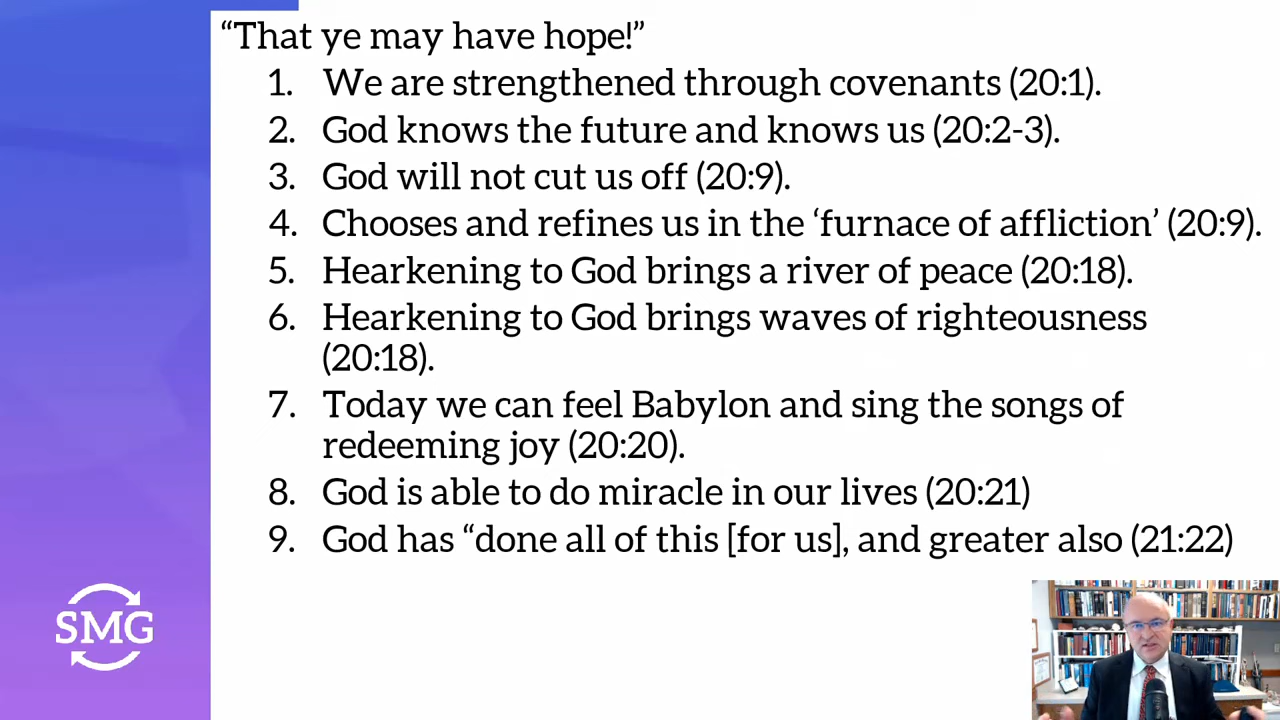 “That ye may have hope!”
1. We are strengthened through covenants (20:1).
2. God knows the future and knows us (20:2-3).
3. God will not cut us off (20:9).
4. Chooses and refines us in the ‘furnace of affliction’ (20:9).
5. Hearkening to God brings a river of peace (20:18).
6. Hearkening to God brings waves of righteousness
(20:18).
7. Today we can feel Babylon and sing the songs of
redeeming joy (20:20).
8. God is able to do miracle in our lives (20:21)
9. God has “done all of this [for us], and greater also (21:22)
SMG